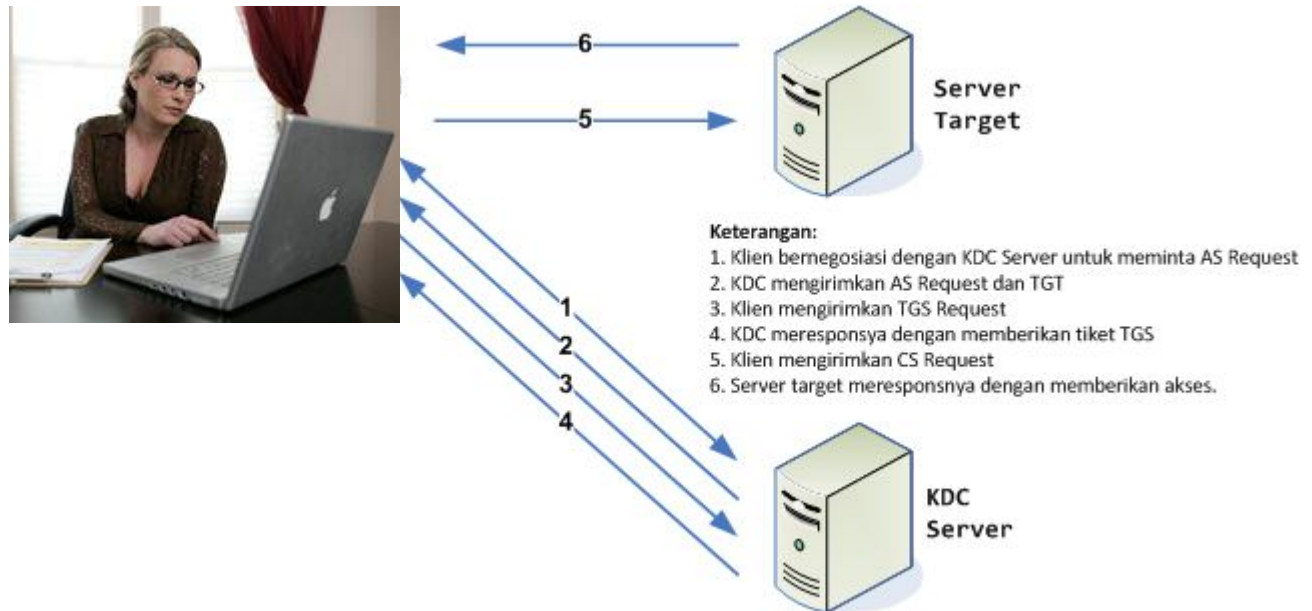 6
5
Server
Target
Keterangan:
1. Klien bernegosiasi dengan KDC Server untuk meminta AS Request
2. KDC mengirimkan AS Request dan TGT
3. Klien mengirimkan TGS Request
4. KDC meresponsya dengan memberikan tiket TGS
5. Klien mengirimkan CS Request
6. Server target meresponsnya dengan memberikan akses.
1
2
3
4
KDC
Server